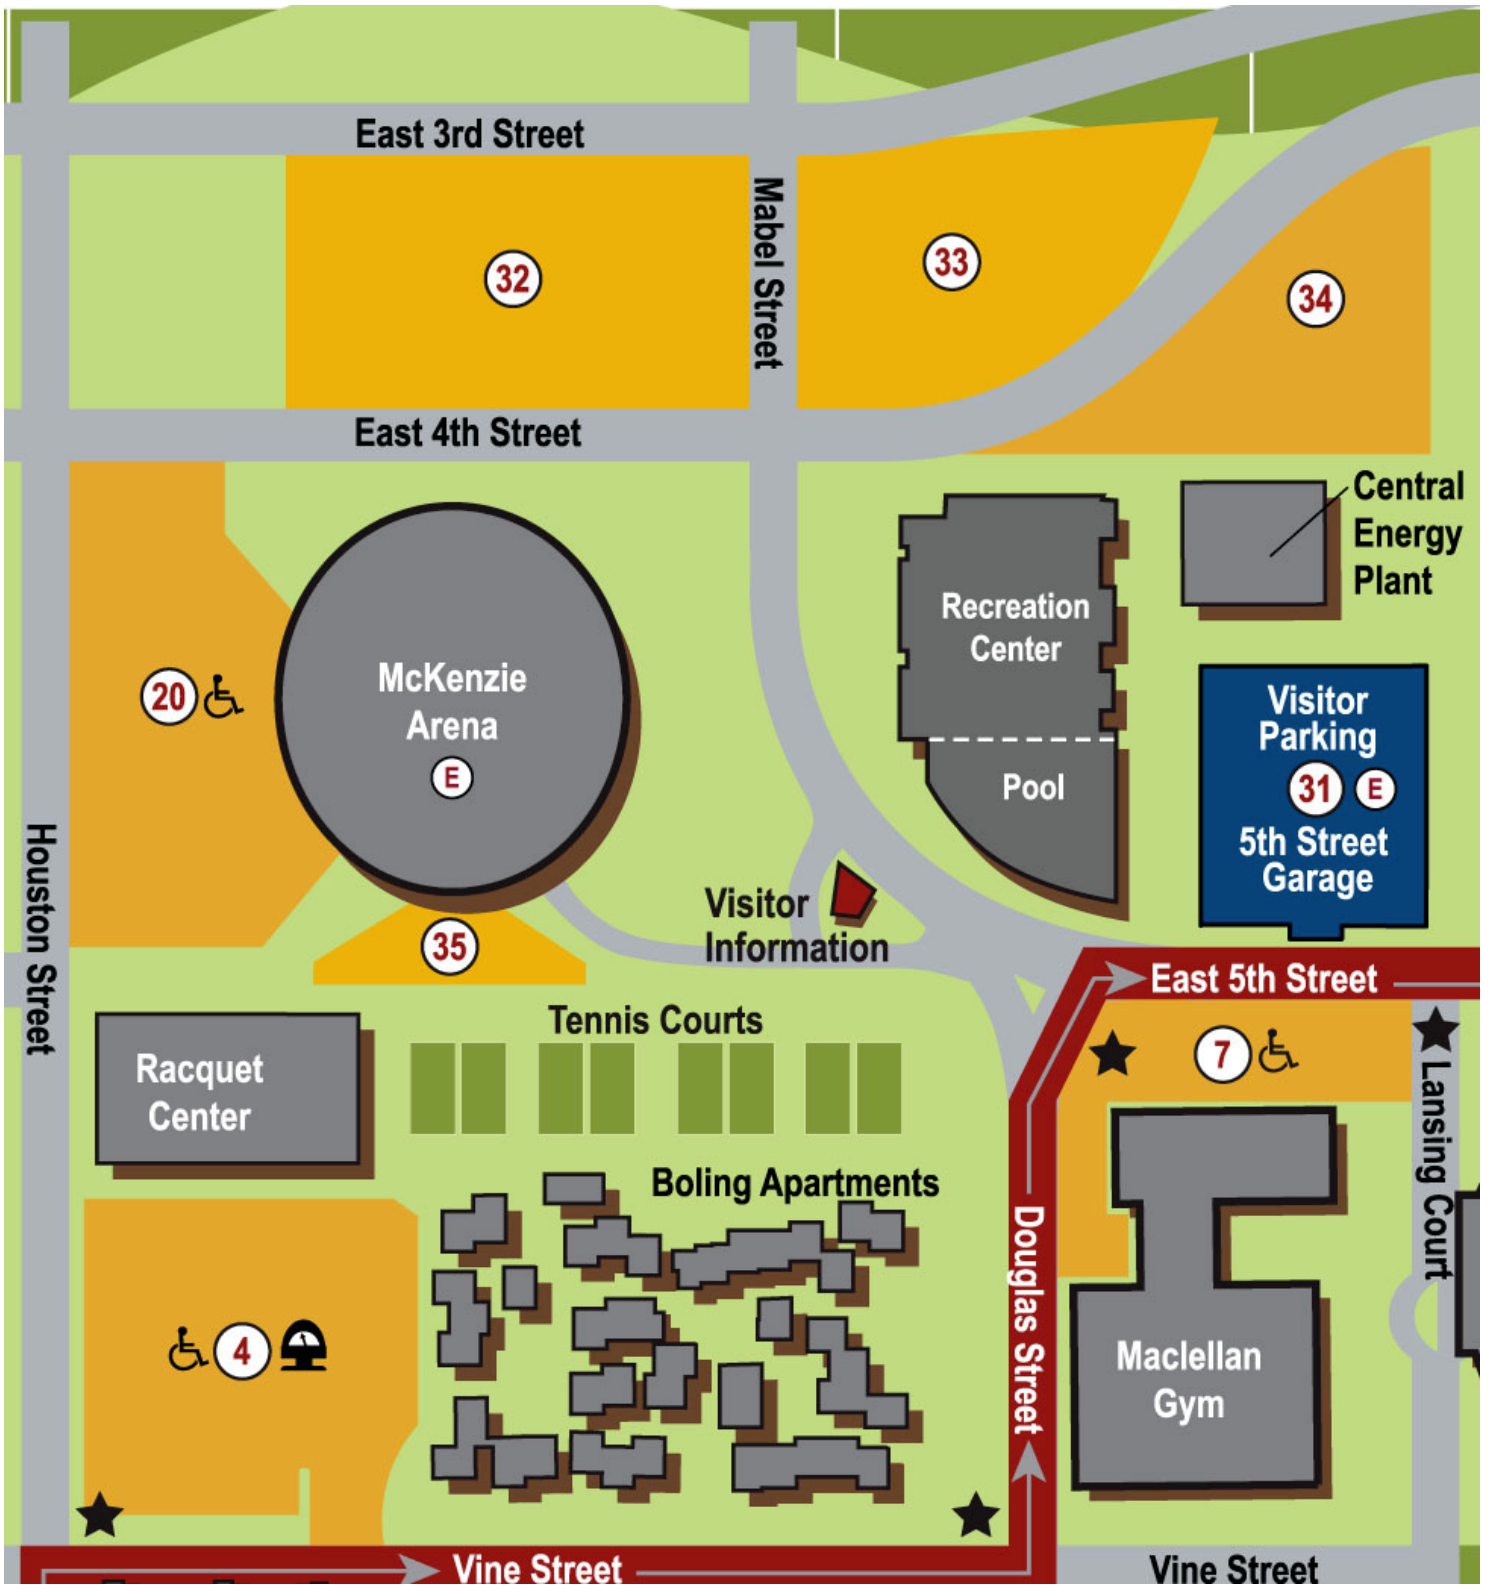 East 3rd Street
Mabel Street
32
33
34
East 4th Street
Central
Energy
Plant
Recreation
Center
McKenzie
Arena
E
20
Visitor
Parking
31
E
5th Street
Garage
Pool
Houston Street
Visitor
Information
35
East 5th Street
Tennis Courts
Racquet
Center
7
Lansing Court
Boling Apartments
Douglas Street
4
Maclellan
Gym
Vine Street
Vine Street